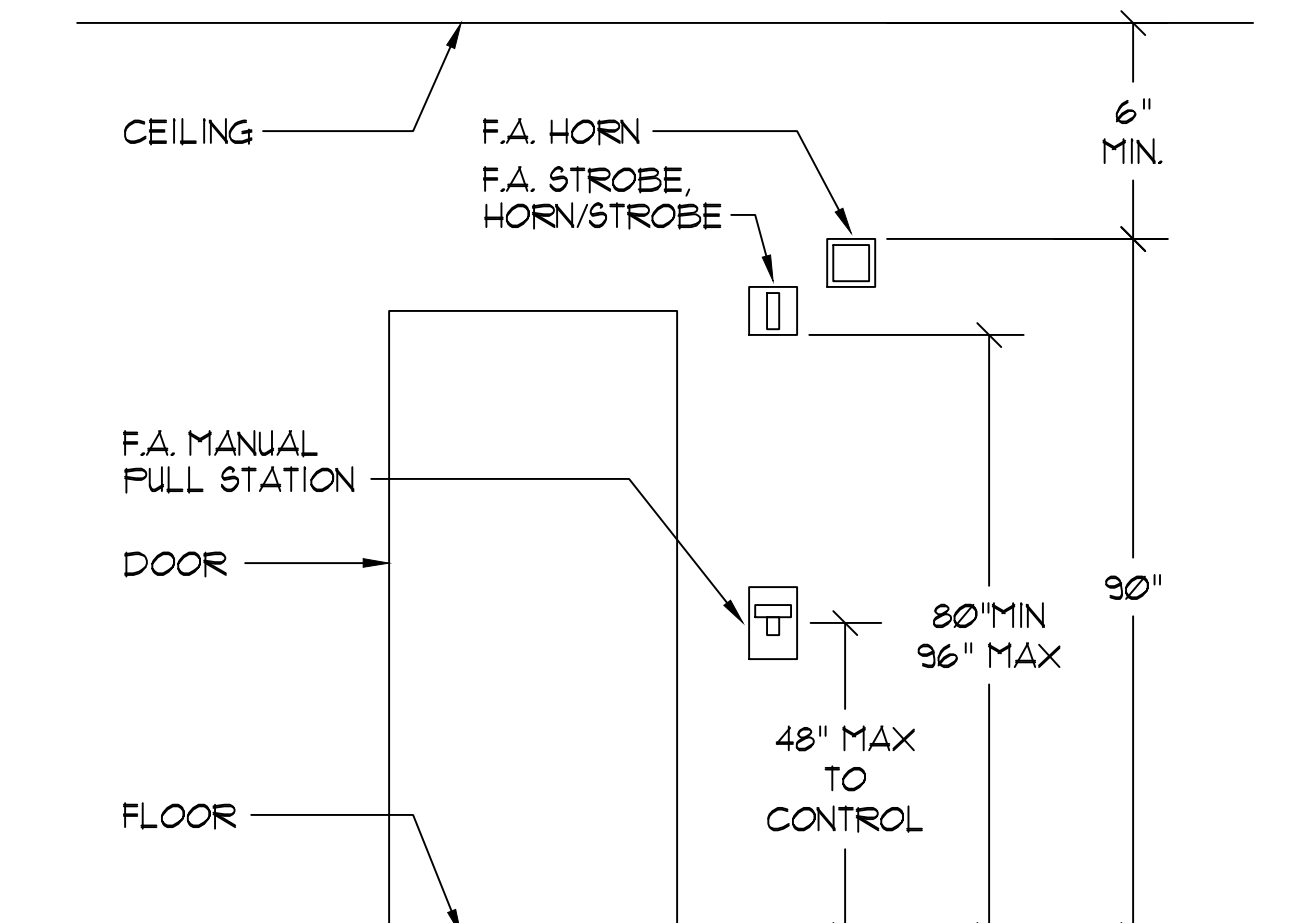 CEILING
F.A. HORN
F.A. STROBE,
HORN/STROBE
6"
MIN.
F.A. MANUAL
PULL STATION
DOOR
90"
80"MIN
96" MAX
48" MAX
TO
CONTROL
FLOOR